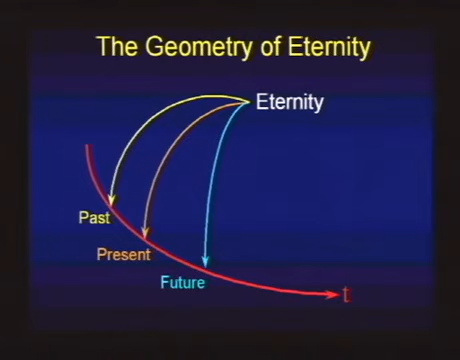 The Geometry of Eternity
Eternity
Past
Present
Future
t